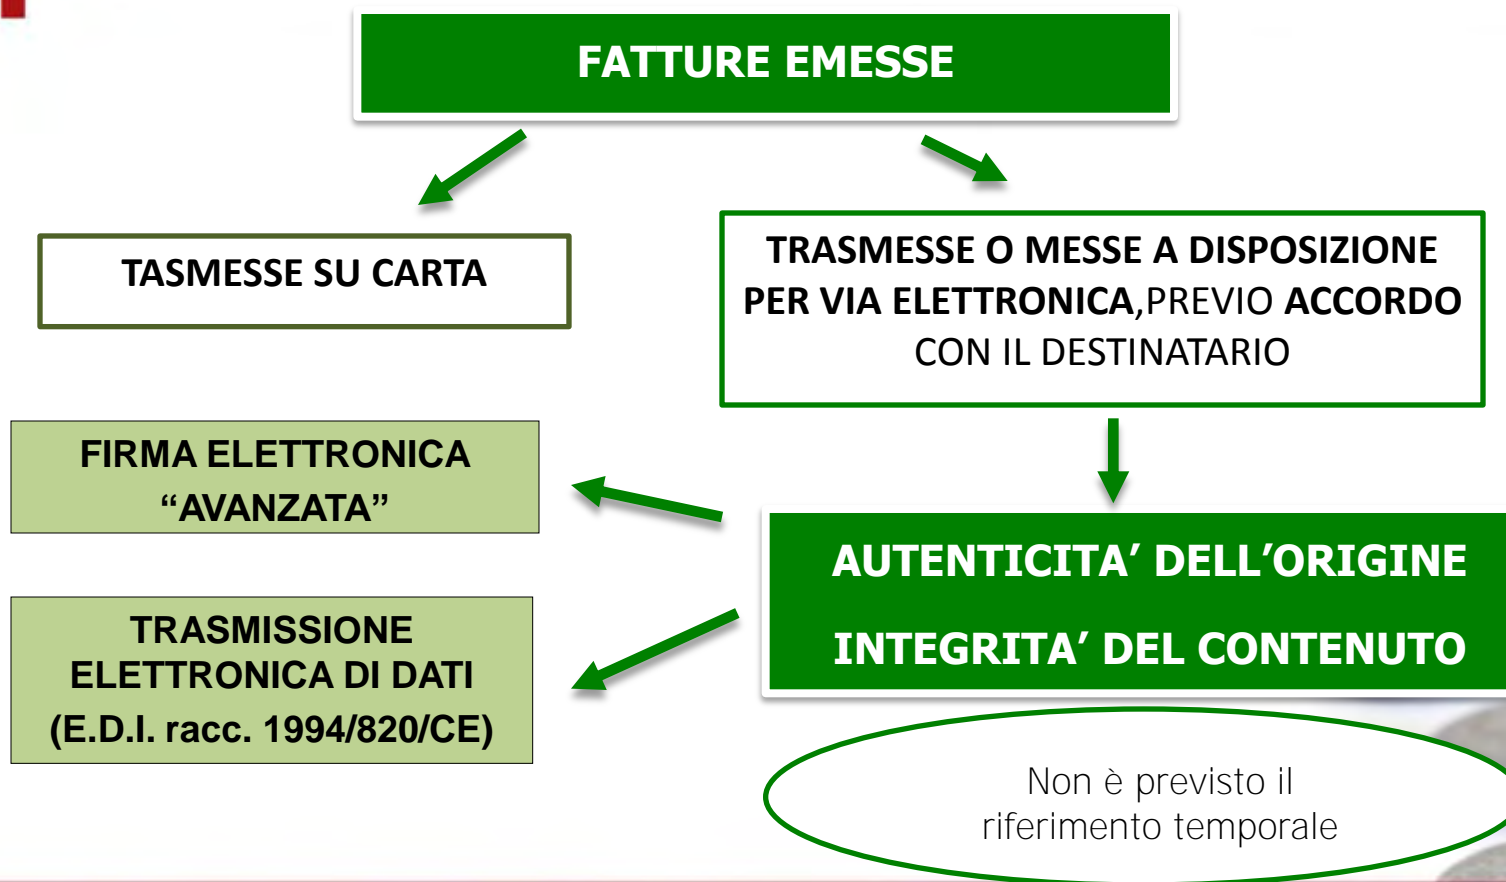 FATTURE EMESSE
TASMESSE SU CARTA
TRASMESSE O MESSE A DISPOSIZIONE
PER VIA ELETTRONICA,PREVIO ACCORDO
CON IL DESTINATARIO
FIRMA ELETTRONICA
“AVANZATA”
AUTENTICITA’ DELL’ORIGINE
INTEGRITA’ DEL CONTENUTO
TRASMISSIONE
ELETTRONICA DI DATI
(E.D.I. racc. 1994/820/CE)
Non è previsto il
riferimento temporale